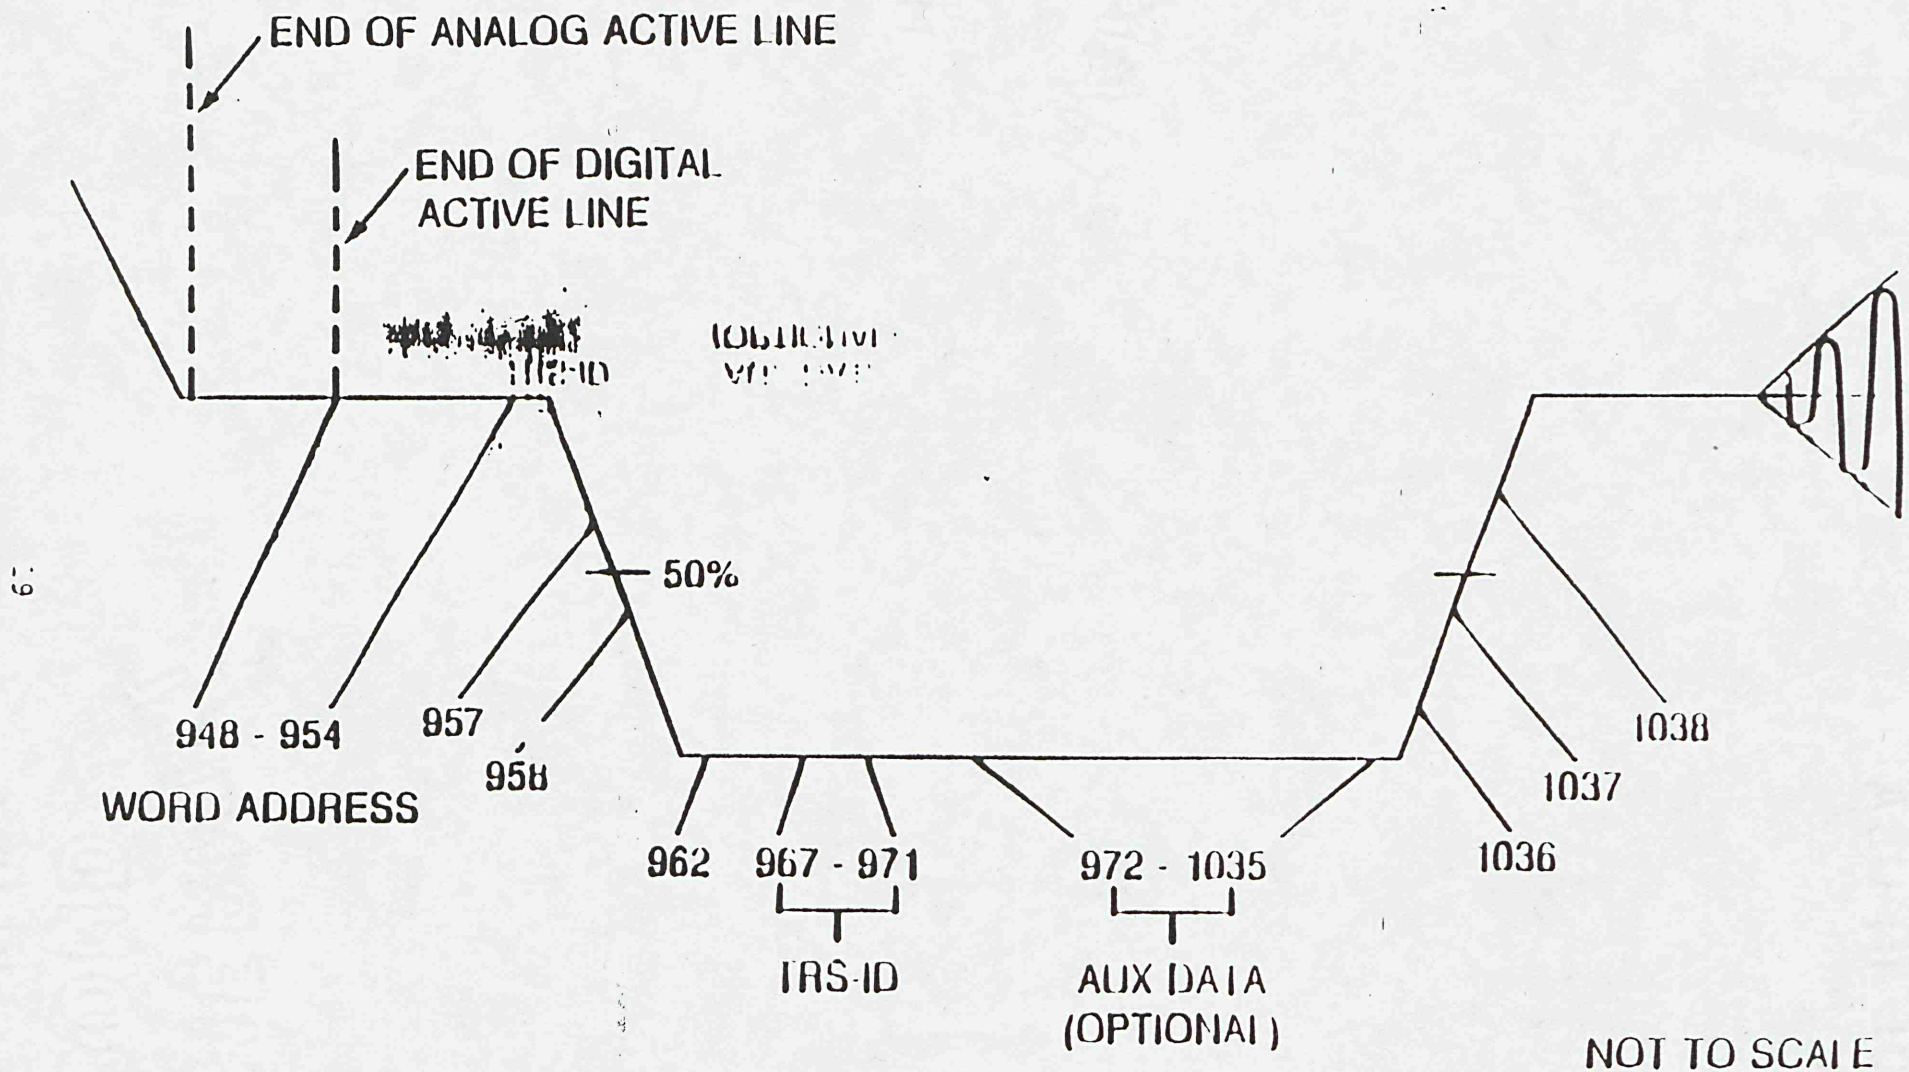 END OF ANALOG ACTIVE LINE
END OF DIGITAL
ACTIVE LINE
50%
948 - 954
957
958
WORD ADDRESS
962
967 - 971
972 - 1035
1036
1037
1038
TRS-ID
AUX DATA
(OPTIONAL)
NOT TO SCALE